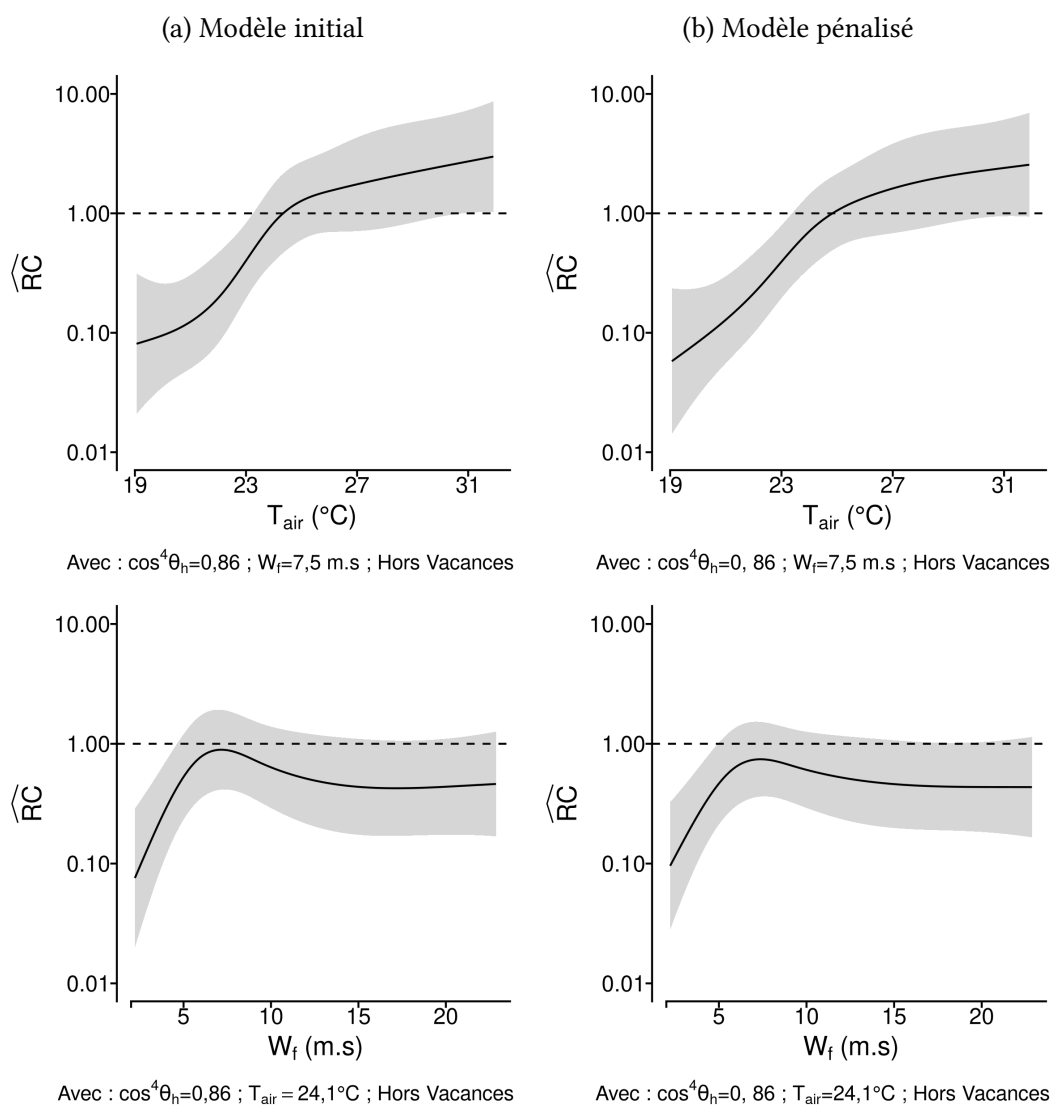 (a) Modèle initial
(b) Modèle pénalisé
10.00
1.00
0.10
0.01
R͡C
19 23 27 31
T_air (°C)
Avec : cos⁴θ_h=0,86 ; W_f=7,5 m.s ; Hors Vacances
10.00
1.00
0.10
0.01
R͡C
19 23 27 31
T_air (°C)
Avec : cos⁴θ_h=0, 86 ; W_f=7,5 m.s ; Hors Vacances
10.00
1.00
0.10
0.01
R͡C
5 10 15 20
W_f (m.s)
Avec : cos⁴θ_h=0,86 ; T_air = 24,1°C ; Hors Vacances
10.00
1.00
0.10
0.01
R͡C
5 10 15 20
W_f (m.s)
Avec : cos⁴θ_h=0, 86 ; T_air=24,1°C ; Hors Vacances